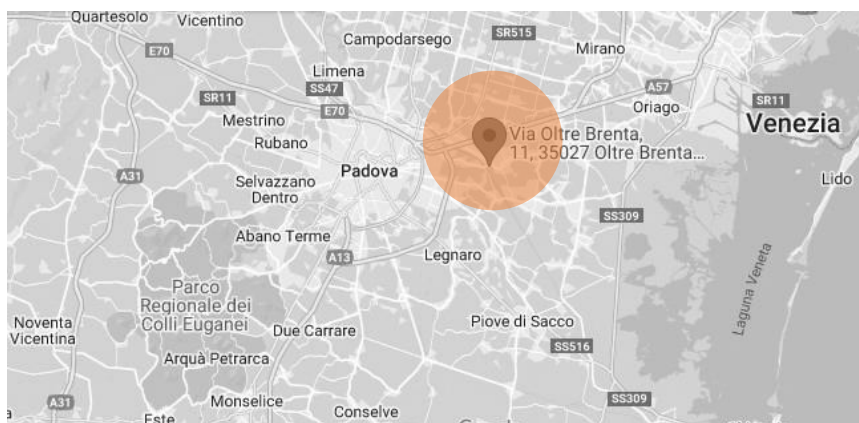 Quartesolo
Vicentino
SR515
Campodarsego
Mirano
E70
Limena
SS47
A57
SR11
E70
Oriago
SR11
Mestrino
Venezia
Rubano
Via Oltre Brenta,
11, 35027 Oltre Brenta...
Padova
A31
Selvazzano
Dentro
Lido
SS309
Abano Terme
A13
Legnaro
Laguna Veneta
Parco
Regionale dei
Colli Euganei
Noventa
Vicentina
Due Carrare
Piove di Sacco
SS516
Arquà Petrarca
A31
Monselice
SS309
Este
Conselve